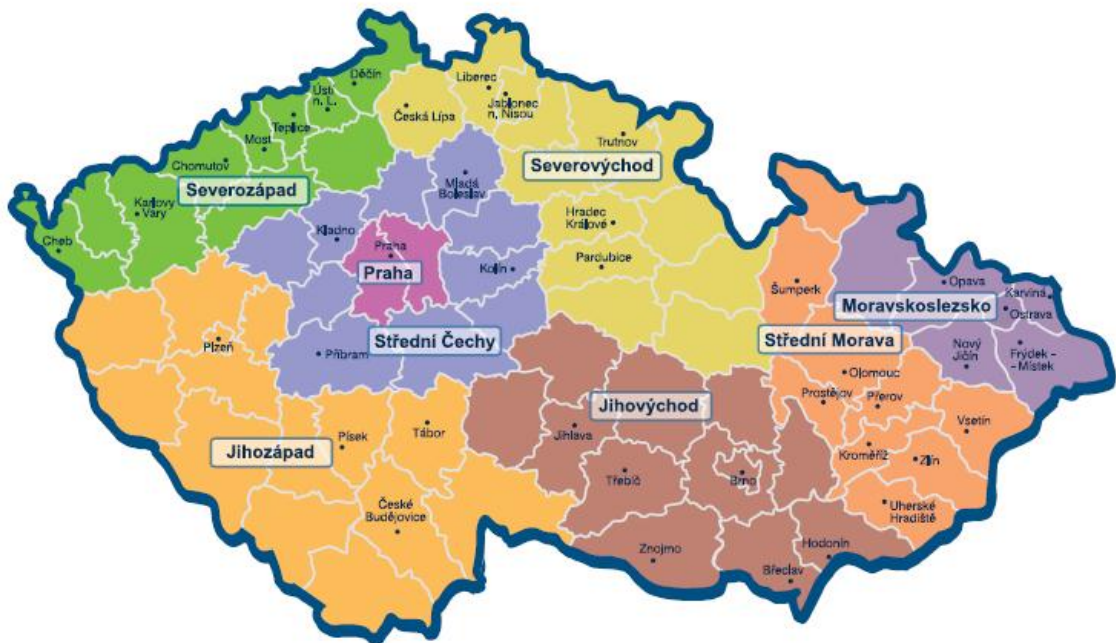 Děčín
Ústí
n. L.
Teplice
Most
Chomutov
Severozápad
Karlovy
Vary
Cheb
Liberec
Jablonec
n, Nisou
Česká Lípa
Trutnov
Severovýchod
Hradec
Králové
Pardubice
Mladá
Boleslav
Kladno
Praha
Praha
Kolín
Střední Čechy
Příbram
Plzeň
Jihozápad
Písek
Tábor
České
Budějovice
Jihovýchod
Jihlava
Třebíč
Brno
Znojmo
Břeclav
Hodonín
Šumperk
Střední Morava
Olomouc
Prostějov
Přerov
Kroměříž
Vsetín
Zlín
Uherské
Hradiště
Moravskoslezsko
Opava
Karviná
Ostrava
Nový
Jičín
Frýdek –
– Místek